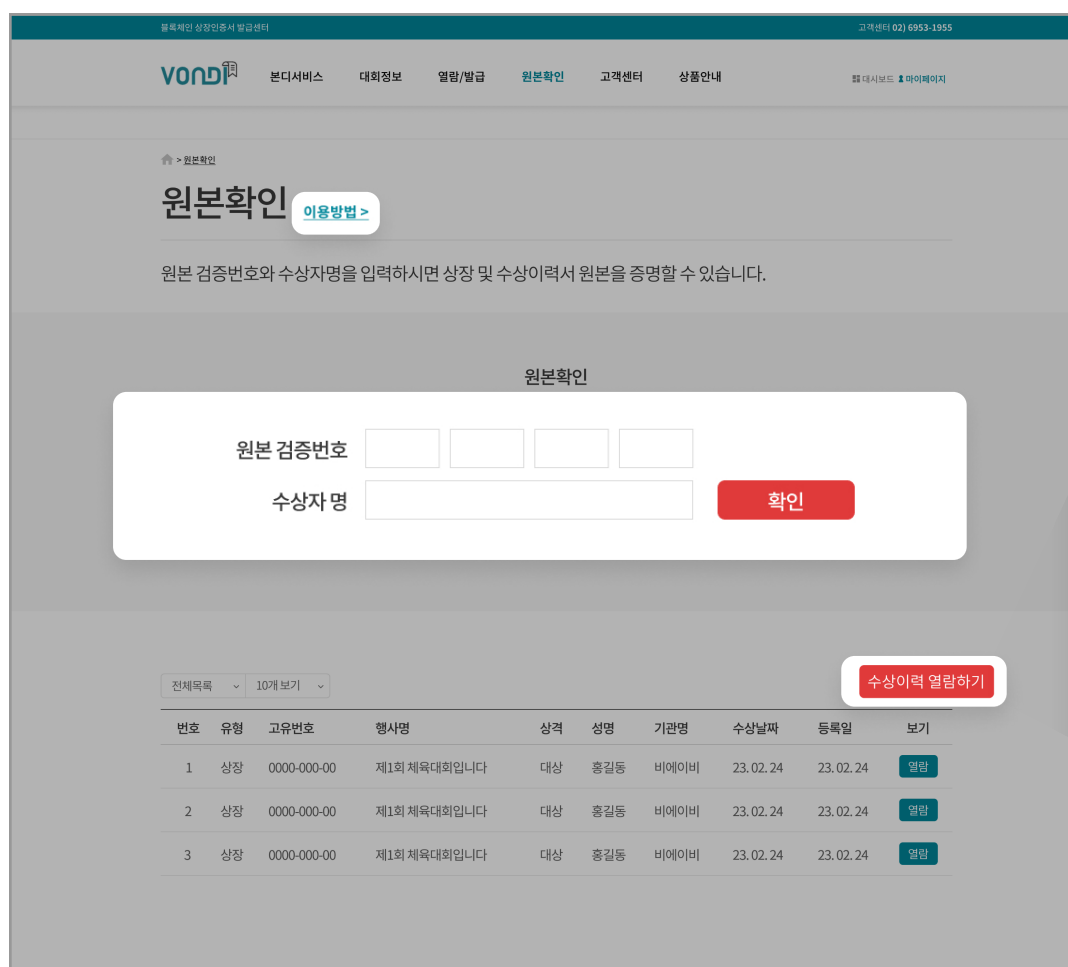 블록체인 상장인증서 발급센터 고객센터 02) 6953-1955
VONDI 본디서비스 대회정보 열람/발급 원본확인 고객센터 상품안내 대시보드 마이페이지
> 원본확인
원본확인 이용방법 >
원본 검증번호와 수상자명을 입력하시면 상장 및 수상이력서 원본을 증명할 수 있습니다.
원본확인
원본 검증번호
수상자 명 확인
전체목록 10개 보기 수상이력 열람하기
번호 유형 고유번호 행사명 상격 성명 기관명 수상날짜 등록일 보기
1 상장 0000-000-00 제1회 체육대회입니다 대상 홍길동 비에이비 23. 02. 24 23. 02. 24 열람
2 상장 0000-000-00 제1회 체육대회입니다 대상 홍길동 비에이비 23. 02. 24 23. 02. 24 열람
3 상장 0000-000-00 제1회 체육대회입니다 대상 홍길동 비에이비 23. 02. 24 23. 02. 24 열람